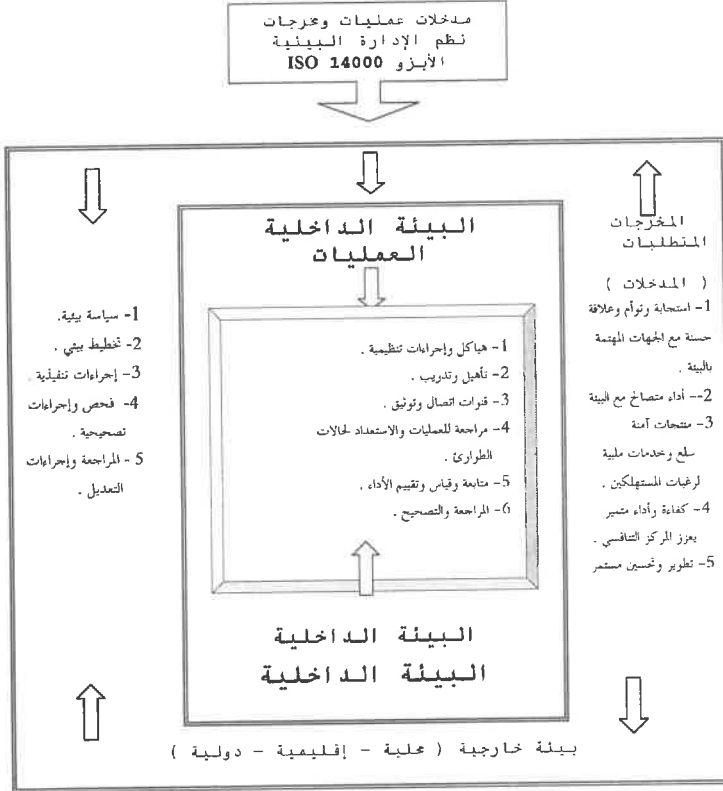 مدخلات عمليات ومخرجات
نظم الإدارة البيئية
الأيزو ISO 14000
المخرجات
المتطلبات
( المدخلات )
1- استجابة وتوأم وعلاقة
حسنة مع الجهات المهتمة
بالبيئة .
2-- أداء متصالح مع البيئة
3- منتجات آمنة
سلع وخدمات ملبية
لرغبات المستهلكين .
4- كفاءة وأداء متميز
يعزز المركز التنافسي .
5- تطوير وتحسين مستمر
البيئة الداخلية
العمليات
1- هياكل وإجراءات تنظيمية .
2- تأهيل وتدريب .
3- قنوات اتصال وتوثيق .
4- مراجعة للعمليات والاستعداد لحالات
الطوارئ .
5- متابعة وقياس وتقييم الأداء .
6- المراجعة والتصحيح .
البيئة الداخلية
البيئة الداخلية
1- سياسة بيئية.
2- تخطيط بيئي .
3- إجراءات تنفيذية .
4- فحص وإجراءات
تصحيحية .
5- المراجعة وإجراءات
التعديل .
بيئة خارجية ( محلية - إقليمية - دولية )